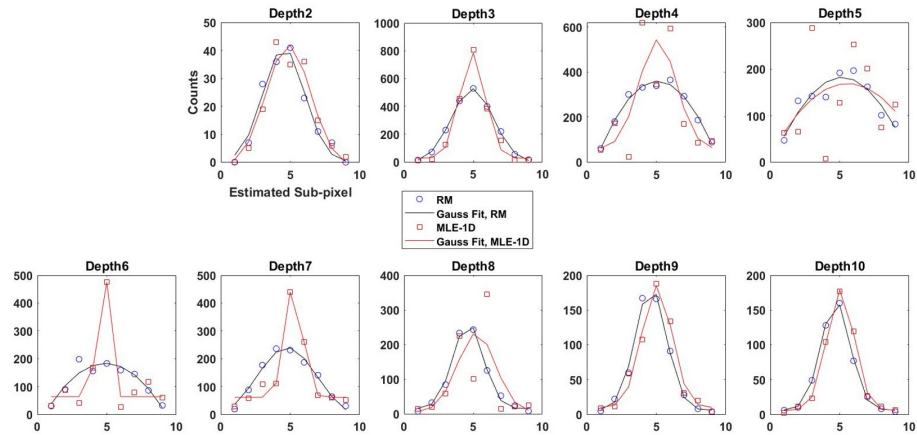 Depth2
Depth3
Depth4
Depth5
50
40
30
20
10
0
Counts
0 5 10
Estimated Sub-pixel
1000
800
600
400
200
0
0 5 10
600
400
200
0
0 5 10
300
200
100
0
0 5 10
RM
Gauss Fit, RM
MLE-1D
Gauss Fit, MLE-1D
Depth6
Depth7
Depth8
Depth9
Depth10
500
400
300
200
100
0
0 5 10
500
400
300
200
100
0
0 5 10
400
300
200
100
0
0 5 10
200
150
100
50
0
0 5 10
200
150
100
50
0
0 5 10